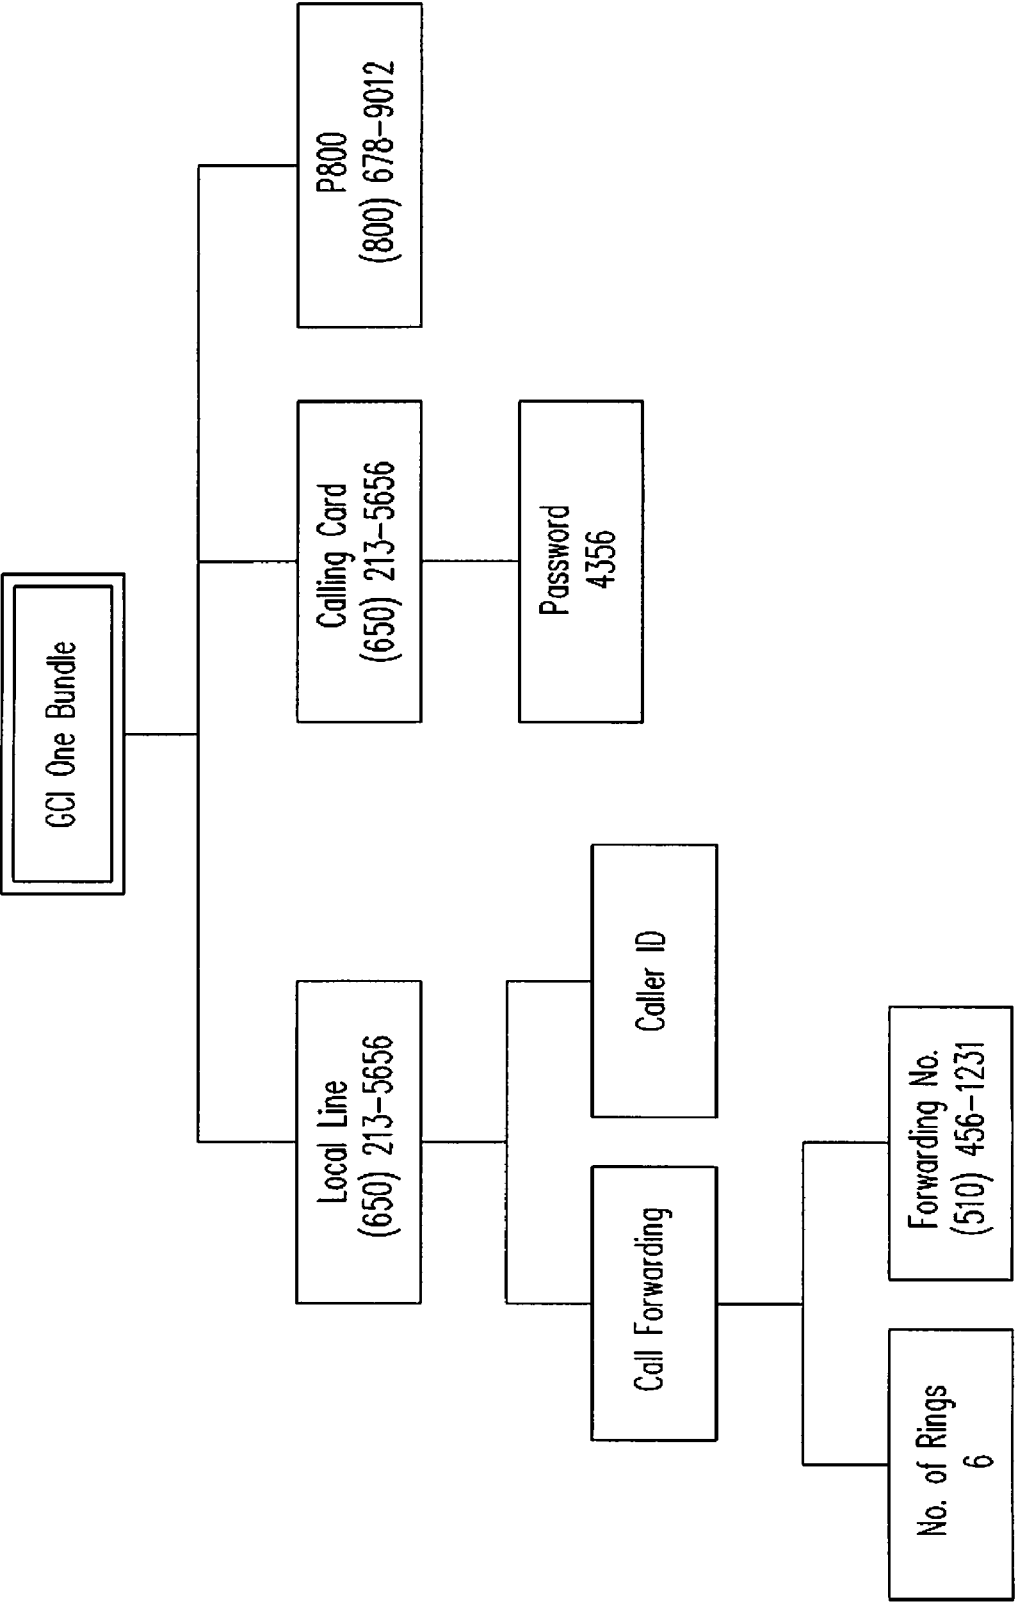 GCI One Bundle
Local Line
(650) 213-5656
Calling Card
(650) 213-5656
P800
(800) 678-9012
Call Forwarding
Caller ID
Password
4356
No. of Rings
6
Forwarding No.
(510) 456-1231